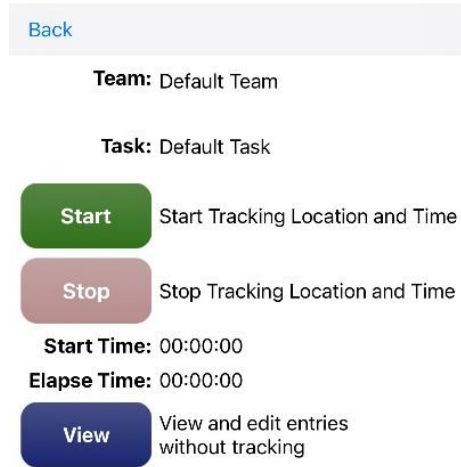 Back
Team: Default Team
Task: Default Task
Start Start Tracking Location and Time
Stop Stop Tracking Location and Time
Start Time: 00:00:00
Elapse Time: 00:00:00
View View and edit entries
without tracking